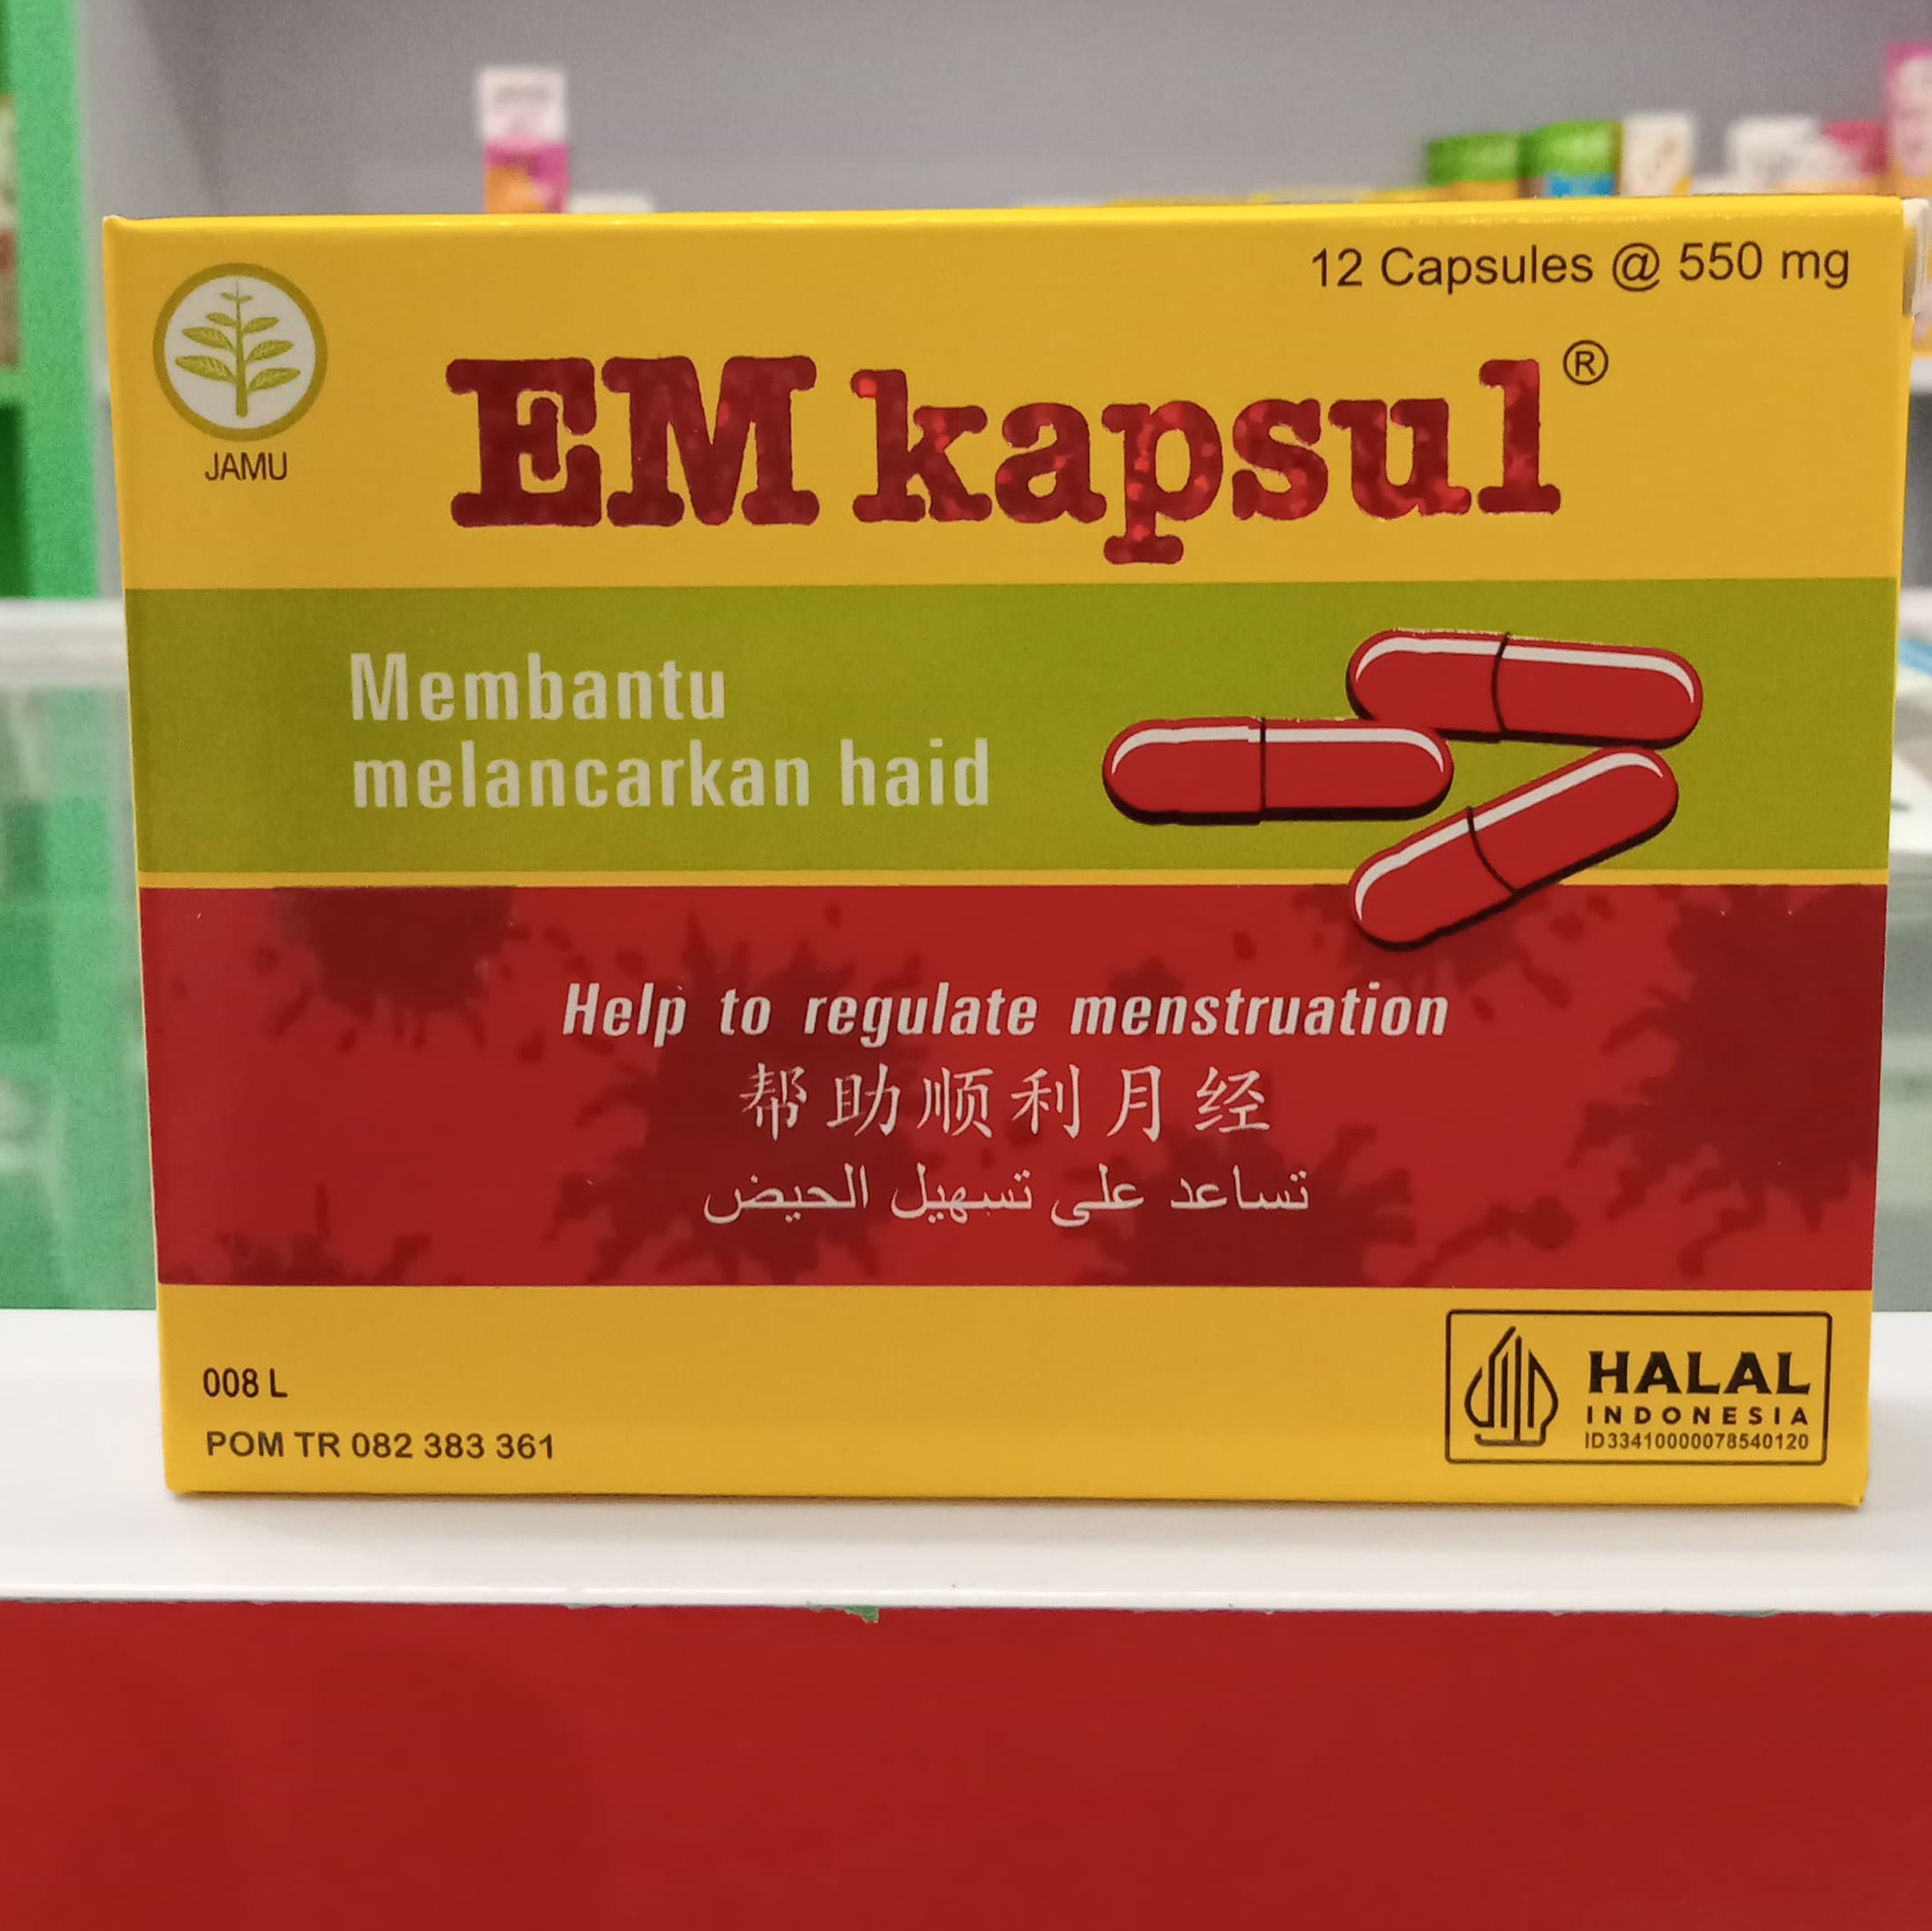 12 Capsules @ 550 mg
JAMU
EM kapsul®
Membantu
melancarkan haid
Help to regulate menstruation
帮助顺利月经
تساعد على تسهيل الحيض
008 L
POM TR 082 383 361
HALAL
INDONESIA
ID33410000078540120